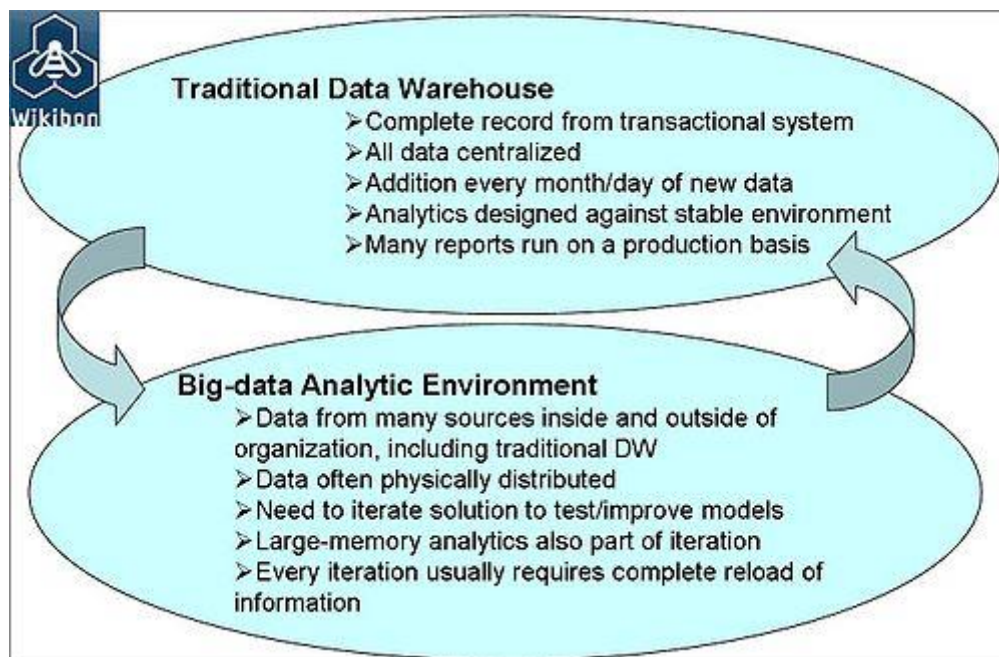 Wikibon
Traditional Data Warehouse
➢Complete record from transactional system
➢All data centralized
➢Addition every month/day of new data
➢Analytics designed against stable environment
➢Many reports run on a production basis
Big-data Analytic Environment
➢Data from many sources inside and outside of
organization, including traditional DW
➢Data often physically distributed
➢Need to iterate solution to test/improve models
➢Large-memory analytics also part of iteration
➢Every iteration usually requires complete reload of
information